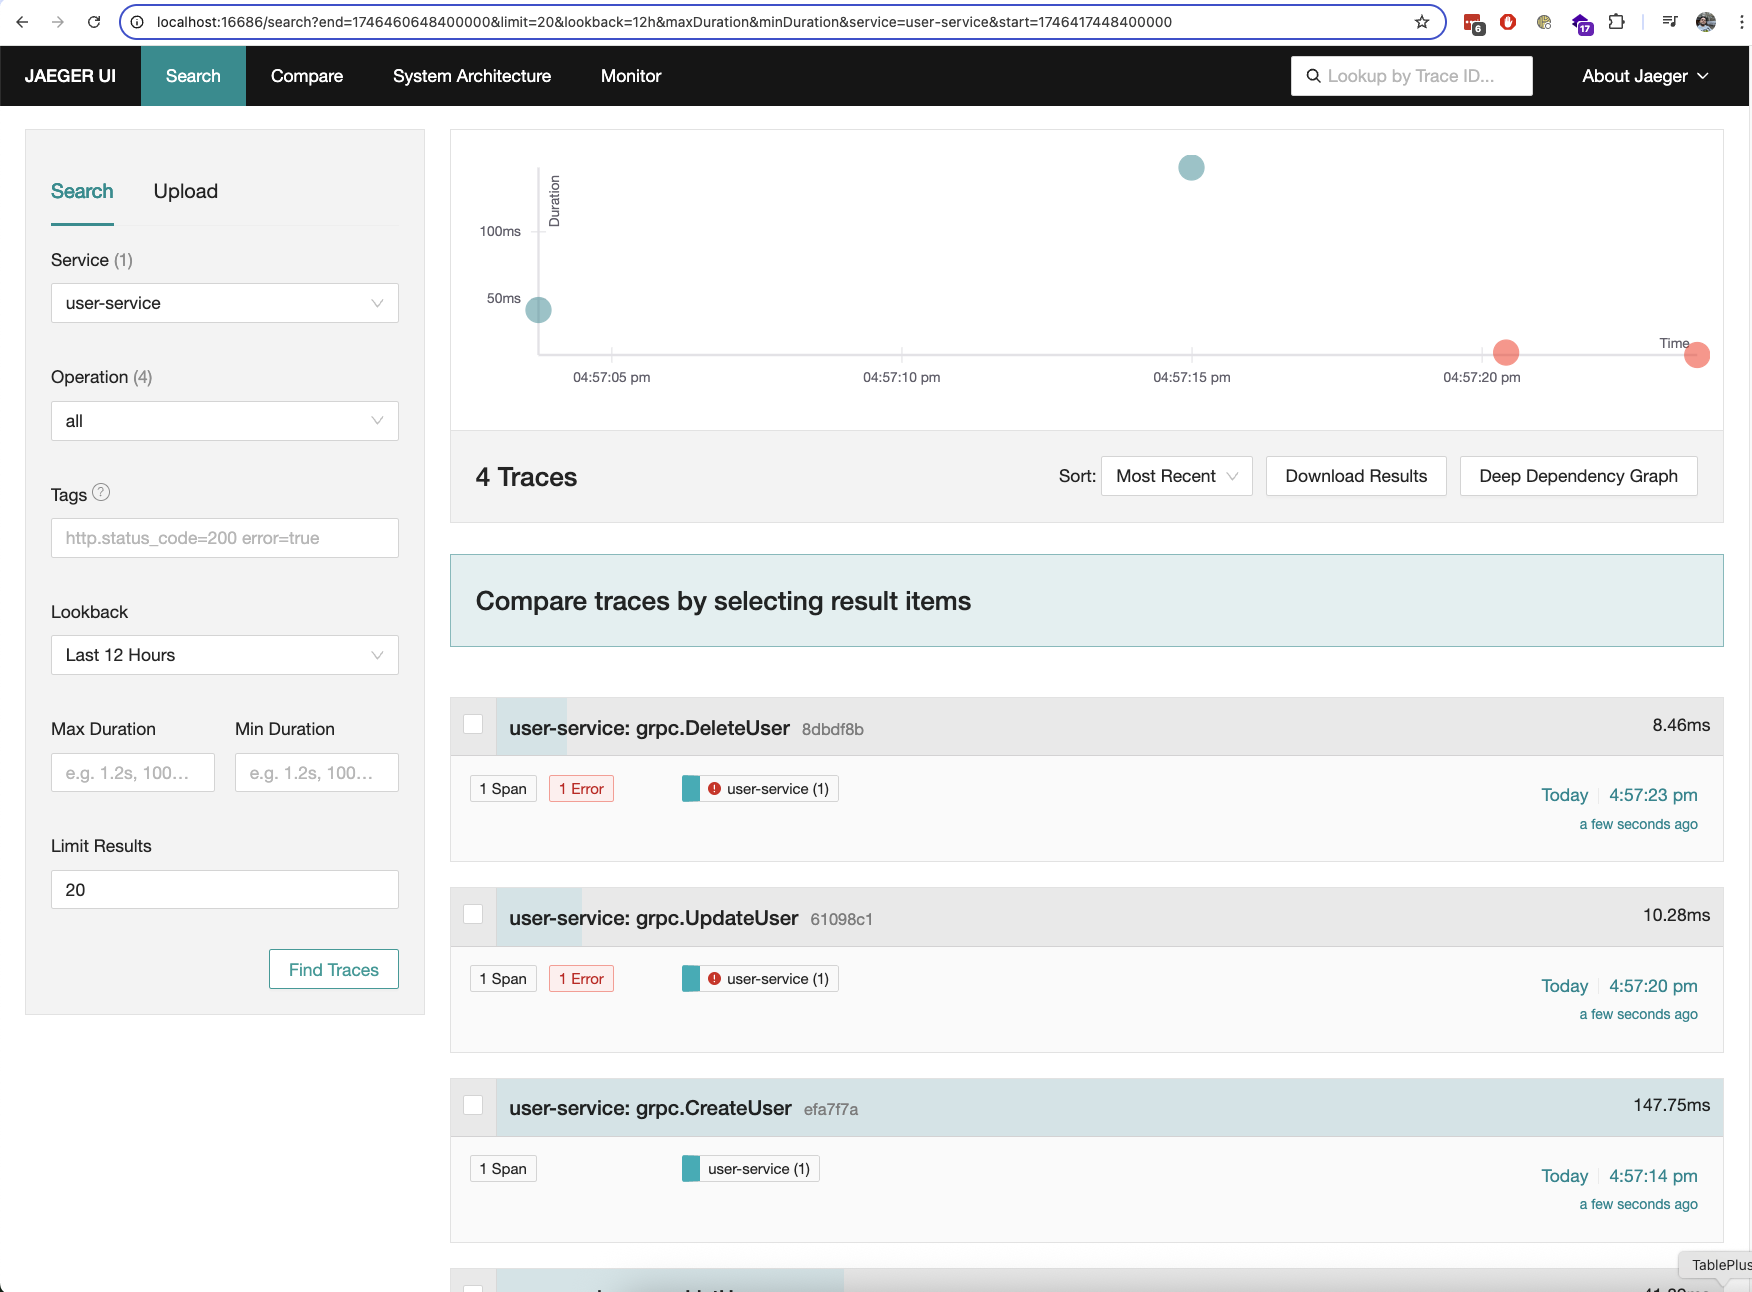 localhost:16686/search?end=1746460648400000&limit=20&lookback=12h&maxDuration&minDuration&service=user-service&start=1746417448400000
6
17
JAEGER UI
Search
Compare
System Architecture
Monitor
Lookup by Trace ID...
About Jaeger
Search
Upload
Service (1)
user-service
Operation (4)
all
Tags ?
http.status_code=200 error=true
Lookback
Last 12 Hours
Max Duration
Min Duration
e.g. 1.2s, 100...
e.g. 1.2s, 100...
Limit Results
20
Find Traces
Duration
100ms
50ms
Time
04:57:05 pm
04:57:10 pm
04:57:15 pm
04:57:20 pm
4 Traces
Sort: Most Recent
Download Results
Deep Dependency Graph
Compare traces by selecting result items
user-service: grpc.DeleteUser 8dbdf8b
8.46ms
1 Span
1 Error
user-service (1)
Today 4:57:23 pm
a few seconds ago
user-service: grpc.UpdateUser 61098c1
10.28ms
1 Span
1 Error
user-service (1)
Today 4:57:20 pm
a few seconds ago
user-service: grpc.CreateUser efa7f7a
147.75ms
1 Span
user-service (1)
Today 4:57:14 pm
a few seconds ago
TablePlus